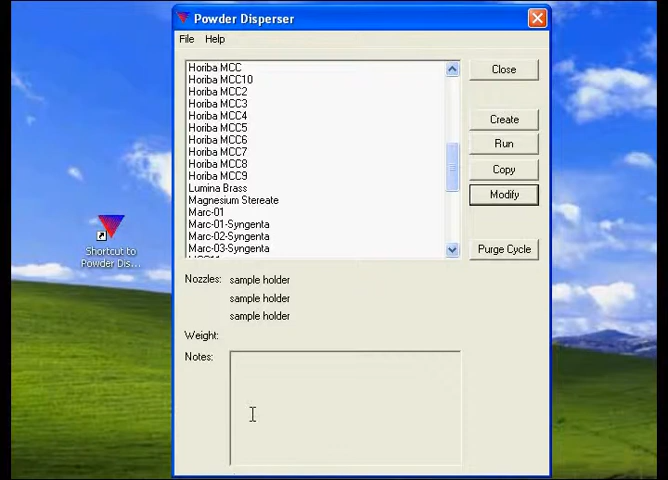 Powder Disperser
File Help
Horiba MCC
Horiba MCC10
Horiba MCC2
Horiba MCC3
Horiba MCC4
Horiba MCC5
Horiba MCC6
Horiba MCC7
Horiba MCC8
Horiba MCC9
Lumina Brass
Magnesium Stereate
Marc-01
Marc-01-Syngenta
Marc-02-Syngenta
Marc-03-Syngenta
Close
Create
Run
Copy
Modify
Purge Cycle
Shortcut to
Powder Dis...
Nozzles: sample holder
sample holder
sample holder
Weight:
Notes: